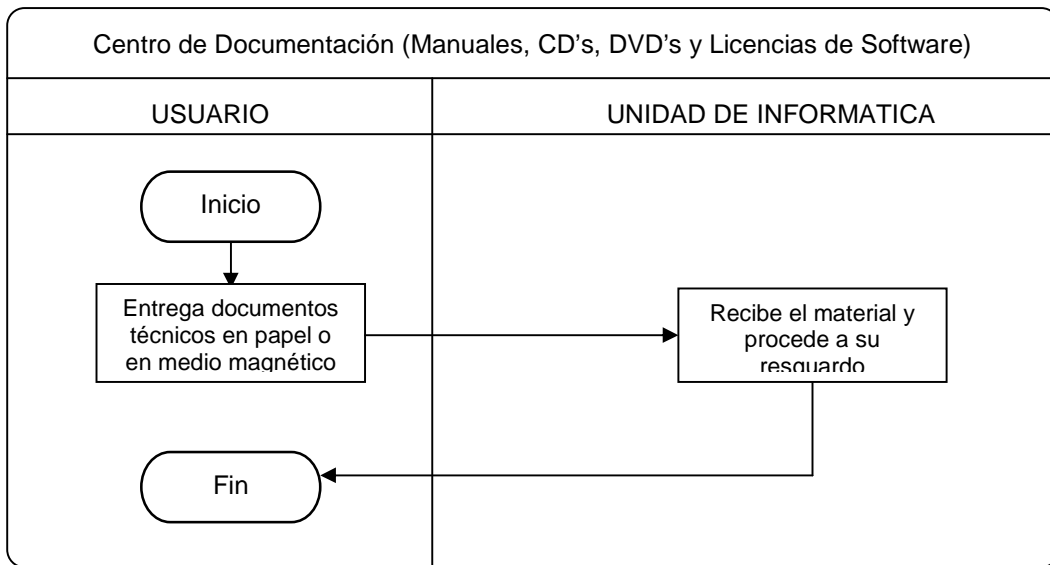 Centro de Documentación (Manuales, CD’s, DVD’s y Licencias de Software)
USUARIO
UNIDAD DE INFORMATICA
Inicio
Entrega documentos
técnicos en papel o
en medio magnético
Recibe el material y
procede a su
resguardo
Fin